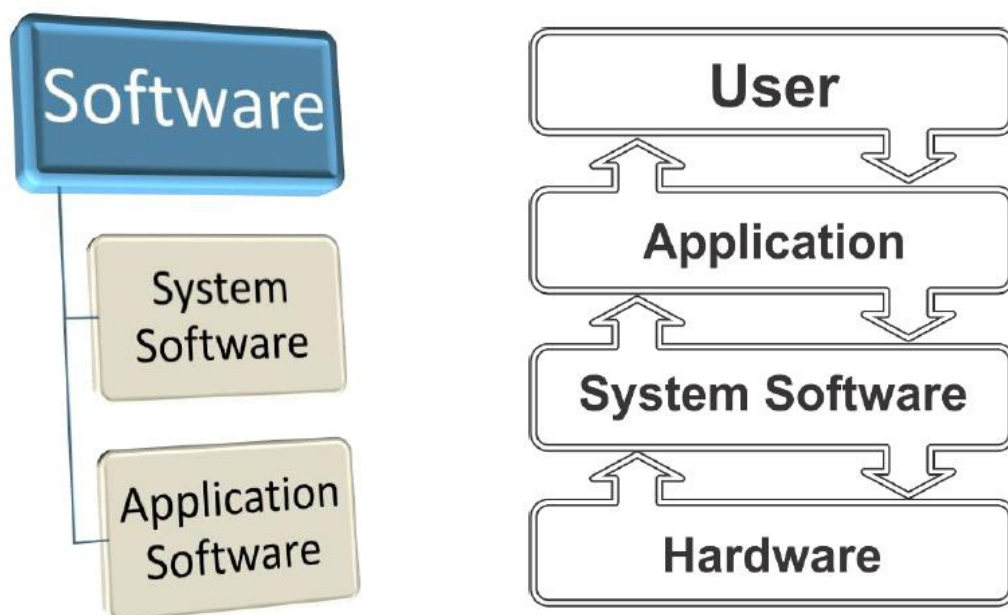 Software
System
Software
Application
Software
User
Application
System Software
Hardware